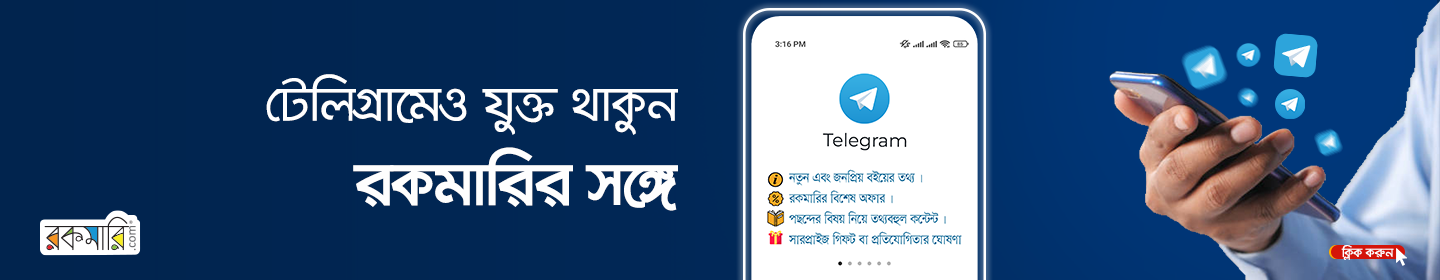 টেলিগ্রামেও যুক্ত থাকুন
রকমারির সঙ্গে
রকমারি
.com
3:16 PM
85
Telegram
নতুন এবং জনপ্রিয় বইয়ের তথ্য ।
রকমারির বিশেষ অফার ।
পছন্দের বিষয় নিয়ে তথ্যবহুল কন্টেন্ট ।
সারপ্রাইজ গিফট বা প্রতিযোগিতার ঘোষণা
ক্লিক করুন